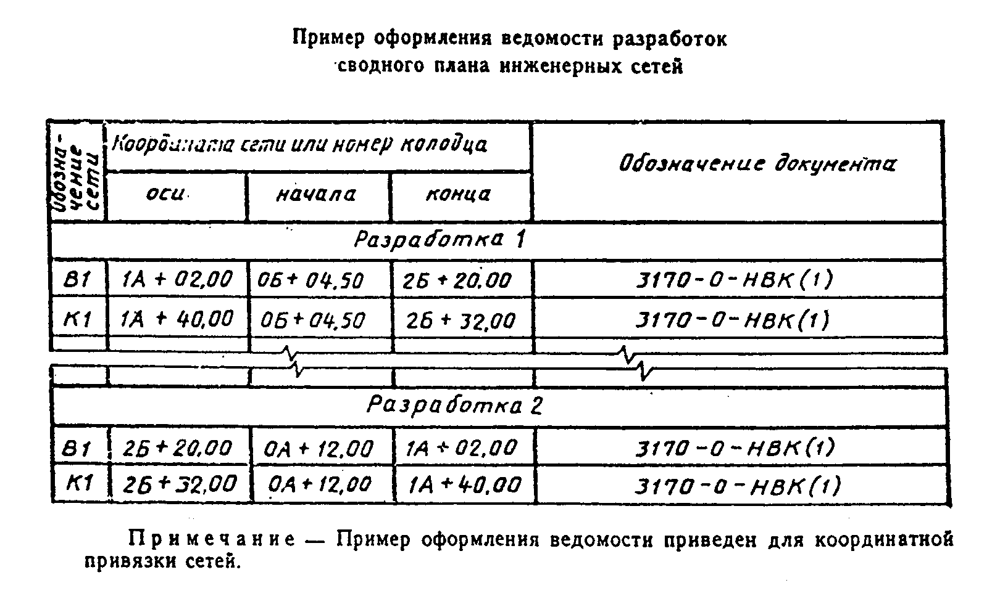 Пример оформления ведомости разработок
сводного плана инженерных сетей
Обозна-
чение
сети
Координата сети или номер колодца
Обозначение документа
оси
начала
конца
Разработка 1
В1 1А + 02,00 0Б + 04,50 2Б + 20,00 3170-0-НВК(1)
К1 1А + 40,00 0Б + 04,50 2Б + 32,00 3170-0-НВК(1)
Разработка 2
В1 2Б + 20,00 0А + 12,00 1А + 02,00 3170-0-НВК(1)
К1 2Б + 32,00 0А + 12,00 1А + 40,00 3170-0-НВК(1)
Примечание — Пример оформления ведомости приведен для координатной
привязки сетей.